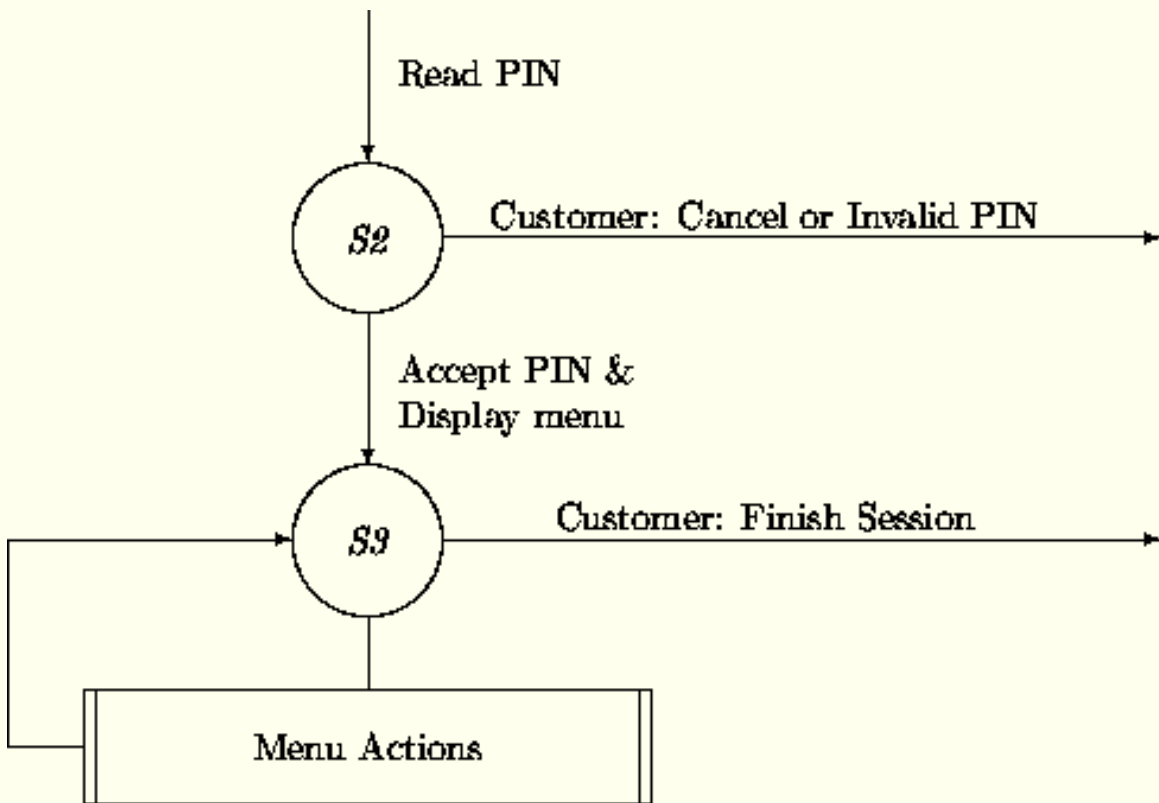 Read PIN
S2
Customer: Cancel or Invalid PIN
Accept PIN &
Display menu
S3
Customer: Finish Session
Menu Actions